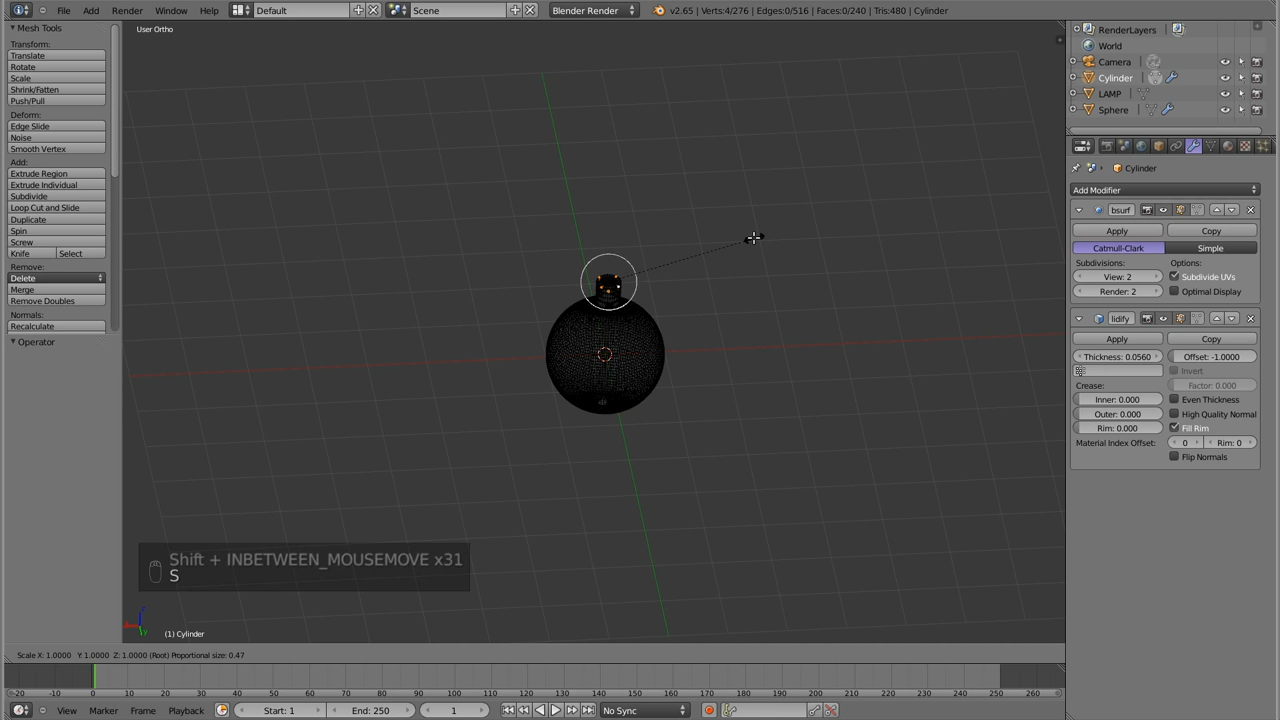 File Add Render Window Help Default Scene Blender Render v2.65 | Verts:4/276 | Edges:0/516 | Faces:0/240 | Tris:480 | Cylinder
Mesh Tools
Transform:
Translate
Rotate
Scale
Shrink/Fatten
Push/Pull
Deform:
Edge Slide
Noise
Smooth Vertex
Add:
Extrude Region
Extrude Individual
Subdivide
Loop Cut and Slide
Duplicate
Spin
Screw
Knife Select
Remove:
Delete
Merge
Remove Doubles
Normals:
Recalculate
Operator
User Ortho
Shift + INBETWEEN_MOUSEMOVE x31
S
(1) Cylinder
RenderLayers
World
Camera
Cylinder
LAMP
Sphere
Cylinder
Add Modifier
bsurf
Apply Copy
Catmull-Clark Simple
Subdivisions: Options:
View: 2 Subdivide UVs
Render: 2 Optimal Display
lidify
Apply Copy
Thickness: 0.0560 Offset: -1.0000
Invert
Crease: Factor: 0.000
Inner: 0.000 Even Thickness
Outer: 0.000 High Quality Normal
Rim: 0.000 Fill Rim
Material Index Offset: 0 Rim: 0
Flip Normals
Scale X: 1.0000 Y: 1.0000 Z: 1.0000 (Root) Proportional size: 0.47
-20 -10 0 10 20 30 40 50 60 70 80 90 100 110 120 130 140 150 160 170 180 190 200 210 220 230 240 250 260
View Marker Frame Playback Start: 1 End: 250 1 No Sync